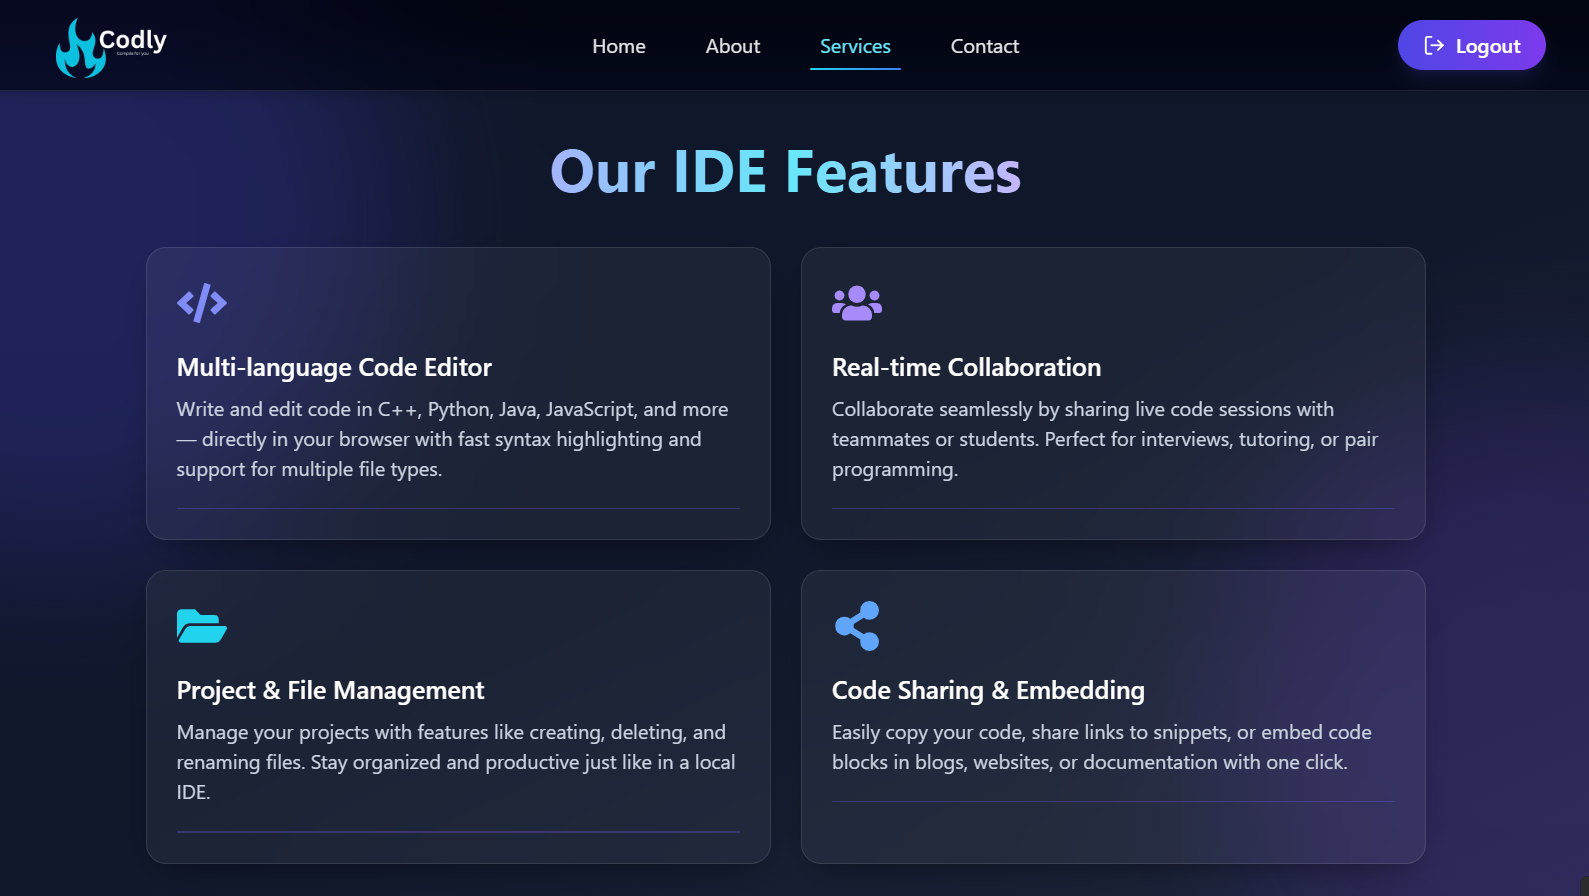 Codly
Compile for you
Home
About
Services
Contact
Logout
Our IDE Features
Multi-language Code Editor
Write and edit code in C++, Python, Java, JavaScript, and more
— directly in your browser with fast syntax highlighting and
support for multiple file types.
Real-time Collaboration
Collaborate seamlessly by sharing live code sessions with
teammates or students. Perfect for interviews, tutoring, or pair
programming.
Project & File Management
Manage your projects with features like creating, deleting, and
renaming files. Stay organized and productive just like in a local
IDE.
Code Sharing & Embedding
Easily copy your code, share links to snippets, or embed code
blocks in blogs, websites, or documentation with one click.